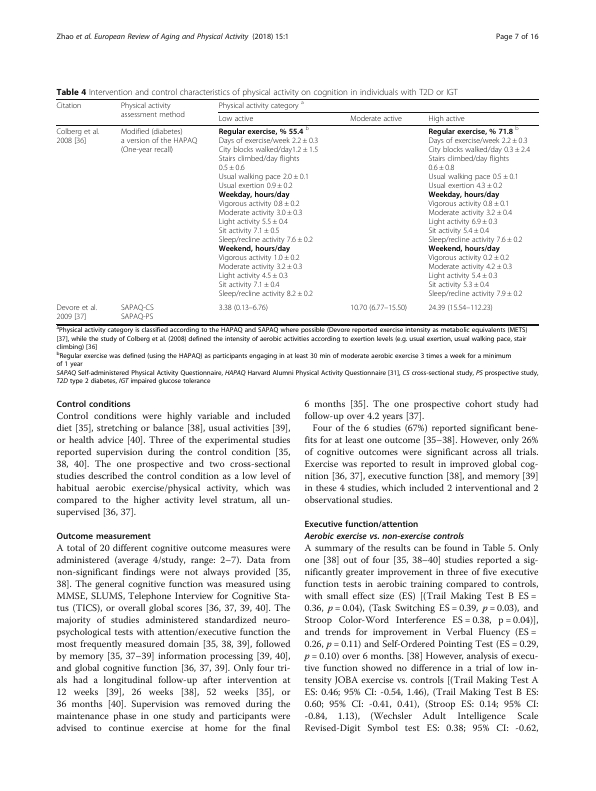 Zhao et al. European Review of Aging and Physical Activity (2018) 15:1
Page 7 of 16
Table 4 Intervention and control characteristics of physical activity on cognition in individuals with T2D or IGT
Citation Physical activity assessment method Physical activity category a
Low active Moderate active High active
Colberg et al. 2008 [36] Modified (diabetes) a version of the HAPAQ (One-year recall)
Regular exercise, % 55.4 b Regular exercise, % 71.8 b
Days of exercise/week 2.2 ± 0.3 Days of exercise/week 2.2 ± 0.3
City blocks walked/day1.2 ± 1.5 City blocks walked/day 0.3 ± 2.4
Stairs climbed/day flights Stairs climbed/day flights
0.5 ± 0.6 0.6 ± 0.8
Usual walking pace 2.0 ± 0.1 Usual walking pace 0.5 ± 0.1
Usual exertion 0.9 ± 0.2 Usual exertion 4.3 ± 0.2
Weekday, hours/day Weekday, hours/day
Vigorous activity 0.8 ± 0.2 Vigorous activity 0.8 ± 0.1
Moderate activity 3.0 ± 0.3 Moderate activity 3.2 ± 0.4
Light activity 5.5 ± 0.4 Light activity 6.9 ± 0.3
Sit activity 7.1 ± 0.5 Sit activity 5.4 ± 0.4
Sleep/recline activity 7.6 ± 0.2 Sleep/recline activity 7.6 ± 0.2
Weekend, hours/day Weekend, hours/day
Vigorous activity 1.0 ± 0.2 Vigorous activity 0.2 ± 0.2
Moderate activity 3.2 ± 0.3 Moderate activity 4.2 ± 0.3
Light activity 4.5 ± 0.3 Light activity 5.4 ± 0.3
Sit activity 7.1 ± 0.4 Sit activity 5.3 ± 0.4
Sleep/recline activity 8.2 ± 0.2 Sleep/recline activity 7.9 ± 0.2
Devore et al. SAPAQ-CS 3.38 (0.13–6.76) 10.70 (6.77–15.50) 24.39 (15.54–112.23)
2009 [37] SAPAQ-PS
aPhysical activity category is classified according to the HAPAQ and SAPAQ where possible (Devore reported exercise intensity as metabolic equivalents (METS)
[37], while the study of Colberg et al. (2008) defined the intensity of aerobic activities according to exertion levels (e.g. usual exertion, usual walking pace, stair
climbing) [36]
bRegular exercise was defined (using the HAPAQ) as participants engaging in at least 30 min of moderate aerobic exercise 3 times a week for a minimum
of 1 year
SAPAQ Self-administered Physical Activity Questionnaire, HAPAQ Harvard Alumni Physical Activity Questionnaire [31], CS cross-sectional study, PS prospective study,
T2D type 2 diabetes, IGT impaired glucose tolerance
Control conditions
Control conditions were highly variable and included
diet [35], stretching or balance [38], usual activities [39],
or health advice [40]. Three of the experimental studies
reported supervision during the control condition [35,
38, 40]. The one prospective and two cross-sectional
studies described the control condition as a low level of
habitual aerobic exercise/physical activity, which was
compared to the higher activity level stratum, all un-
supervised [36, 37].
Outcome measurement
A total of 20 different cognitive outcome measures were
administered (average 4/study, range: 2–7). Data from
non-significant findings were not always provided [35,
38]. The general cognitive function was measured using
MMSE, SLUMS, Telephone Interview for Cognitive Sta-
tus (TICS), or overall global scores [36, 37, 39, 40]. The
majority of studies administered standardized neuro-
psychological tests with attention/executive function the
most frequently measured domain [35, 38, 39], followed
by memory [35, 37–39] information processing [39, 40],
and global cognitive function [36, 37, 39]. Only four tri-
als had a longitudinal follow-up after intervention at
12 weeks [39], 26 weeks [38], 52 weeks [35], or
36 months [40]. Supervision was removed during the
maintenance phase in one study and participants were
advised to continue exercise at home for the final
6 months [35]. The one prospective cohort study had
follow-up over 4.2 years [37].
Four of the 6 studies (67%) reported significant bene-
fits for at least one outcome [35–38]. However, only 26%
of cognitive outcomes were significant across all trials.
Exercise was reported to result in improved global cog-
nition [36, 37], executive function [38], and memory [39]
in these 4 studies, which included 2 interventional and 2
observational studies.
Executive function/attention
Aerobic exercise vs. non-exercise controls
A summary of the results can be found in Table 5. Only
one [38] out of four [35, 38–40] studies reported a sig-
nificantly greater improvement in three of five executive
function tests in aerobic training compared to controls,
with small effect size (ES) [(Trail Making Test B ES =
0.36, p = 0.04), (Task Switching ES = 0.39, p = 0.03), and
Stroop Color-Word Interference ES = 0.38, p = 0.04)],
and trends for improvement in Verbal Fluency (ES =
0.26, p = 0.11) and Self-Ordered Pointing Test (ES = 0.29,
p = 0.10) over 6 months. [38] However, analysis of execu-
tive function showed no difference in a trial of low in-
tensity JOBA exercise vs. controls [(Trail Making Test A
ES: 0.46; 95% CI: -0.54, 1.46), (Trail Making Test B ES:
0.60; 95% CI: -0.41, 0.41), (Stroop ES: 0.14; 95% CI:
-0.84, 1.13), (Wechsler Adult Intelligence Scale
Revised-Digit Symbol test ES: 0.38; 95% CI: -0.62,